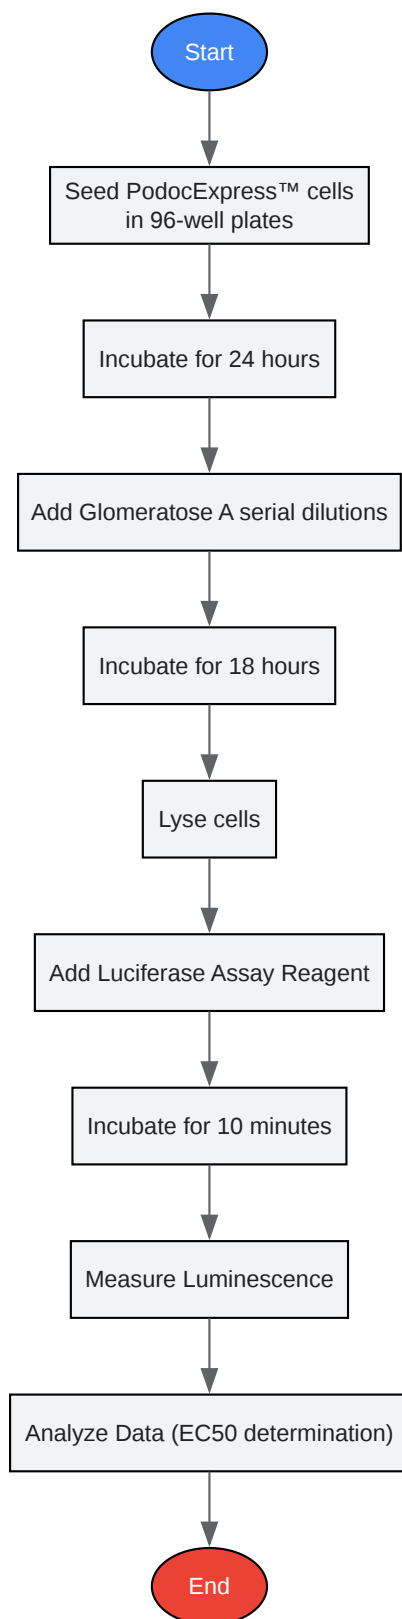 Start
Seed PodocExpress™ cells
in 96-well plates
Incubate for 24 hours
Add Glomeratose A serial dilutions
Incubate for 18 hours
Lyse cells
Add Luciferase Assay Reagent
Incubate for 10 minutes
Measure Luminescence
Analyze Data (EC50 determination)
End